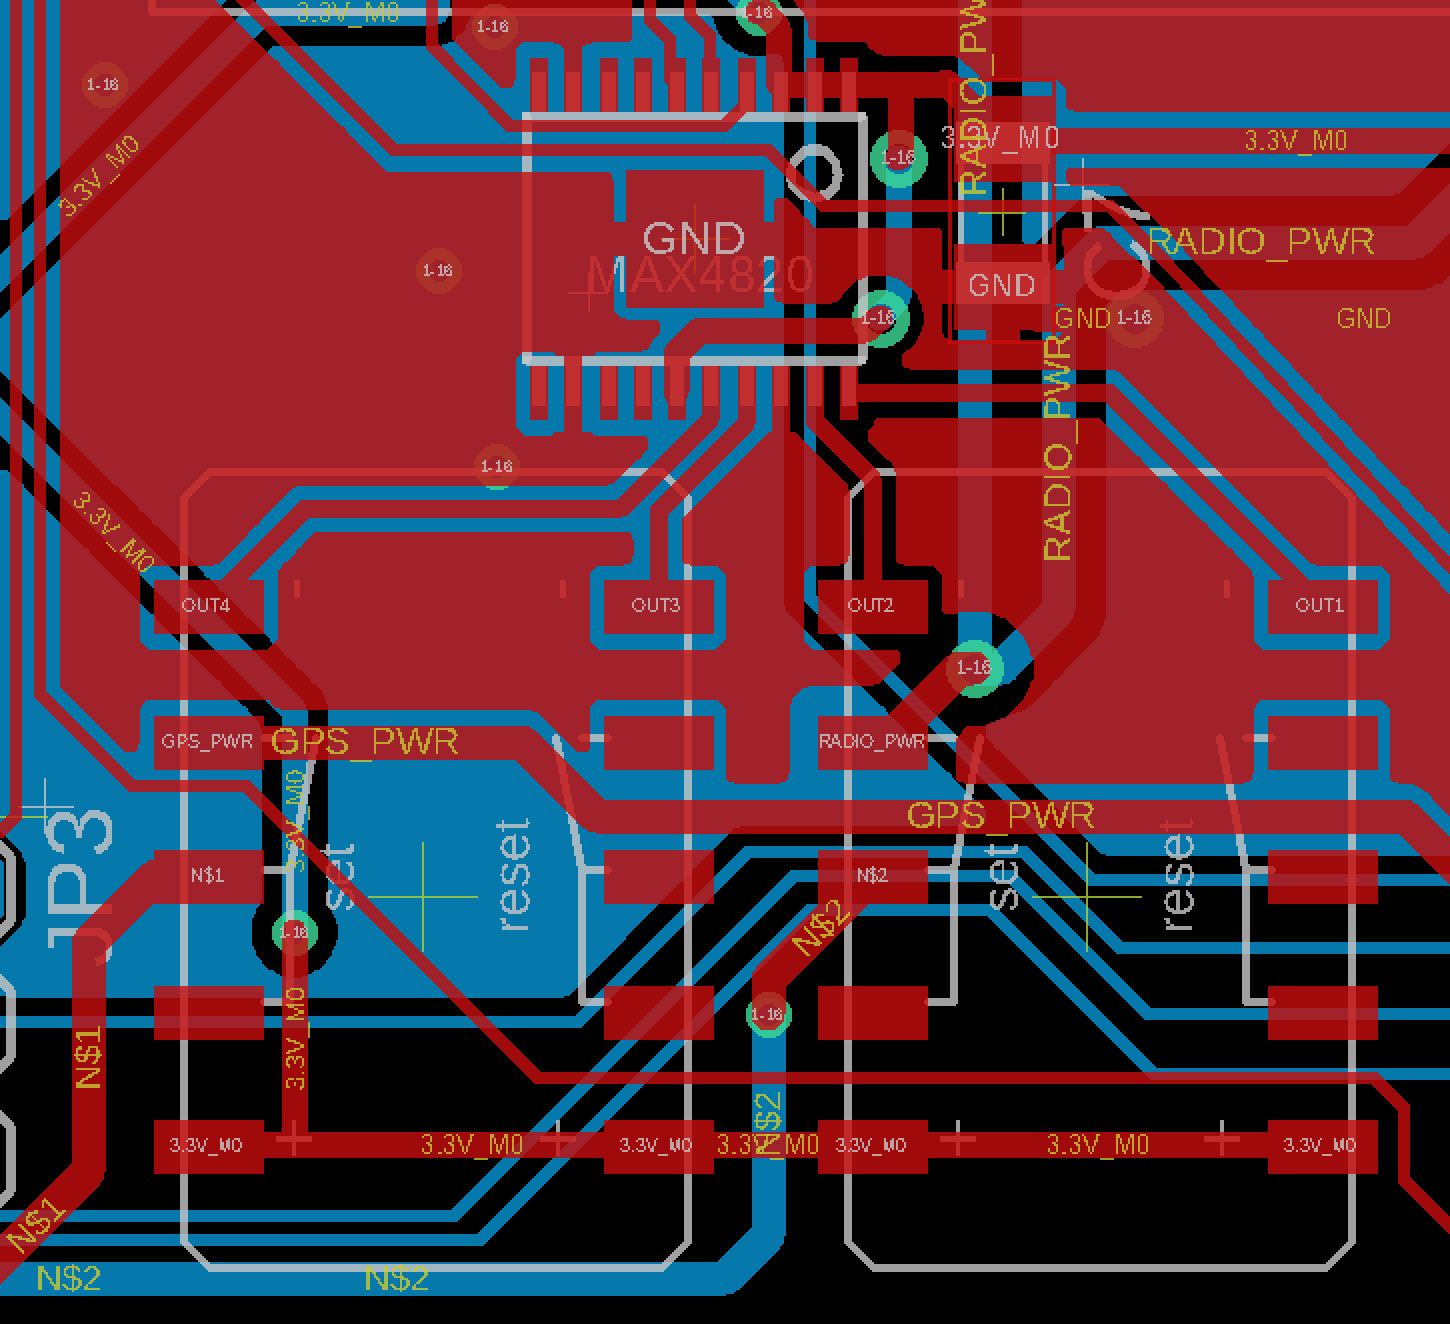 3.3V_M0
1-16
1-16
RADIO_PW
1-16
3.3V_M0
3.3V_M0
1-16
3.3V_M0
GND
RADIO_PWR
MAX4820
1-16
GND
1-16
GND
1-16
GND
RADIO_PWR
1-16
3.3V_M0
OUT4
OUT3
OUT2
OUT1
1-16
GPS_PWR
GPS_PWR
RADIO_PWR
3.3V_M0
GPS_PWR
JP3
N$1
set
reset
N$2
set
reset
N$2
1-16
1-16
N$1
3.3V_M0
N$2
3.3V_M0
3.3V_M0
3.3V_M0
3.3V_M0
3.3V_M0
3.3V_M0
3.3V_M0
N$1
N$2
N$2